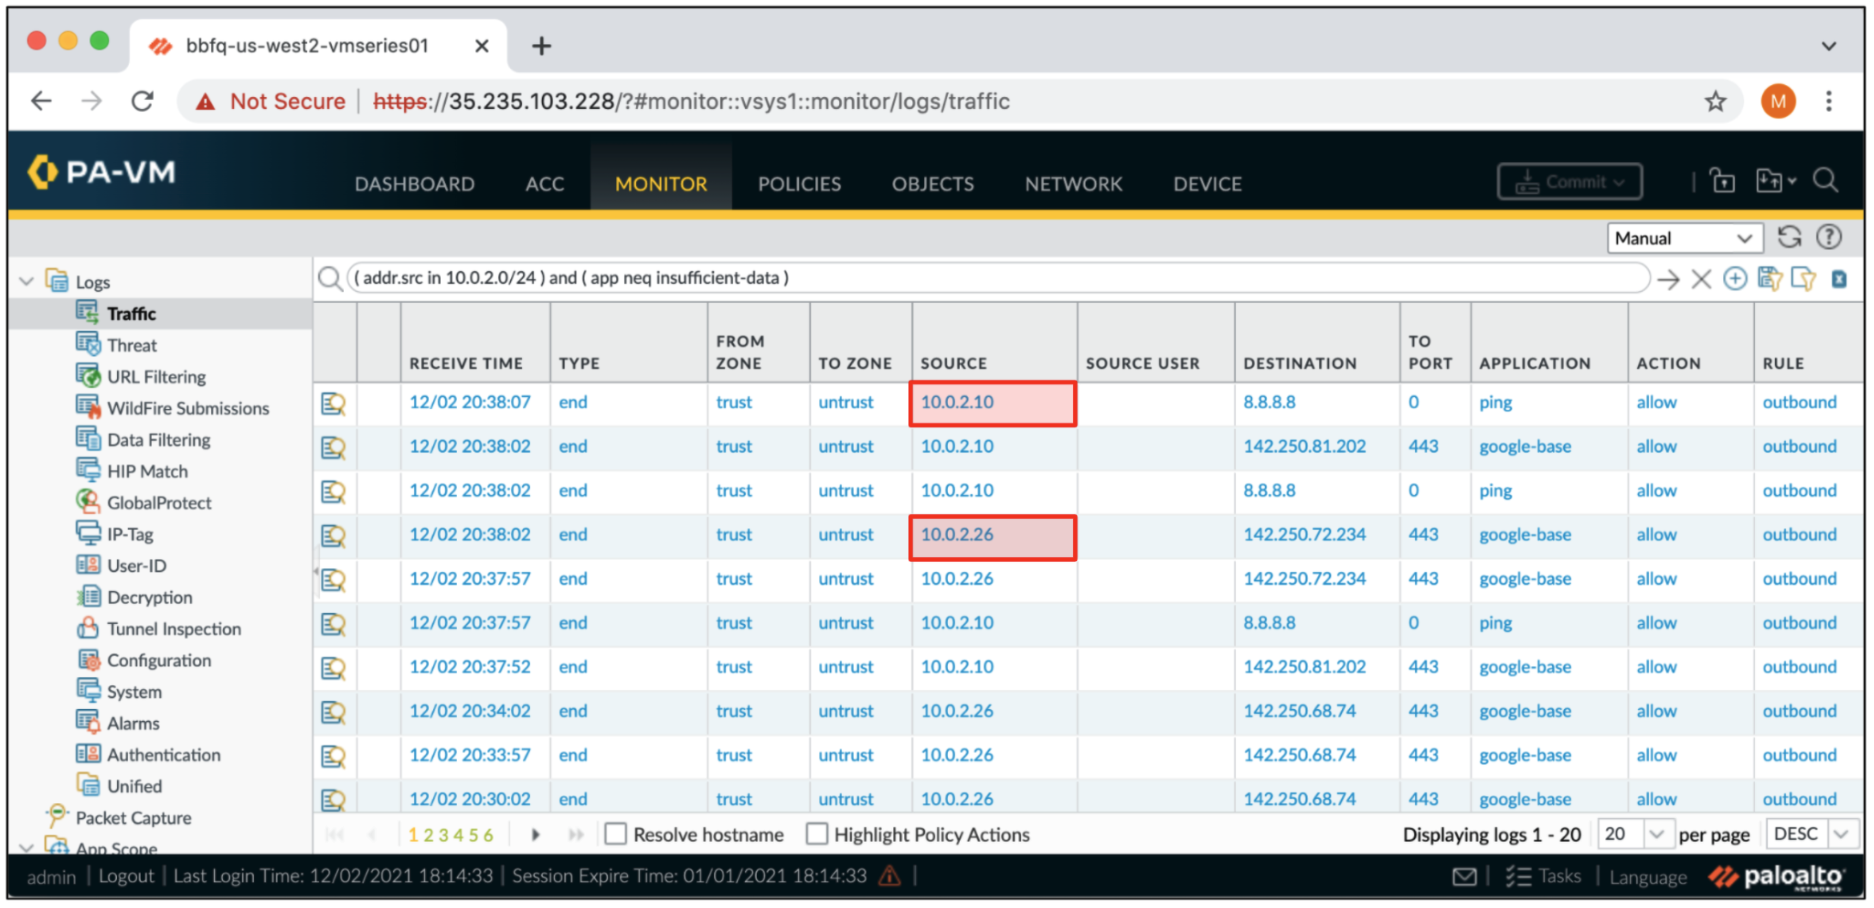 bbfq-us-west2-vmseries01
Not Secure https://35.235.103.228/?#monitor::vsys1::monitor/logs/traffic M
PA-VM DASHBOARD ACC MONITOR POLICIES OBJECTS NETWORK DEVICE Commit
Manual
Logs
Traffic
Threat
URL Filtering
WildFire Submissions
Data Filtering
HIP Match
GlobalProtect
IP-Tag
User-ID
Decryption
Tunnel Inspection
Configuration
System
Alarms
Authentication
Unified
Packet Capture
App Scope
( addr.src in 10.0.2.0/24 ) and ( app neq insufficient-data )
RECEIVE TIME TYPE FROM ZONE TO ZONE SOURCE SOURCE USER DESTINATION TO PORT APPLICATION ACTION RULE
12/02 20:38:07 end trust untrust 10.0.2.10 8.8.8.8 0 ping allow outbound
12/02 20:38:02 end trust untrust 10.0.2.10 142.250.81.202 443 google-base allow outbound
12/02 20:38:02 end trust untrust 10.0.2.10 8.8.8.8 0 ping allow outbound
12/02 20:38:02 end trust untrust 10.0.2.26 142.250.72.234 443 google-base allow outbound
12/02 20:37:57 end trust untrust 10.0.2.26 142.250.72.234 443 google-base allow outbound
12/02 20:37:57 end trust untrust 10.0.2.10 8.8.8.8 0 ping allow outbound
12/02 20:37:52 end trust untrust 10.0.2.10 142.250.81.202 443 google-base allow outbound
12/02 20:34:02 end trust untrust 10.0.2.26 142.250.68.74 443 google-base allow outbound
12/02 20:33:57 end trust untrust 10.0.2.26 142.250.68.74 443 google-base allow outbound
12/02 20:30:02 end trust untrust 10.0.2.26 142.250.68.74 443 google-base allow outbound
1 2 3 4 5 6 Resolve hostname Highlight Policy Actions Displaying logs 1 - 20 20 per page DESC
admin | Logout | Last Login Time: 12/02/2021 18:14:33 | Session Expire Time: 01/01/2021 18:14:33 | Tasks | Language paloalto NETWORKS